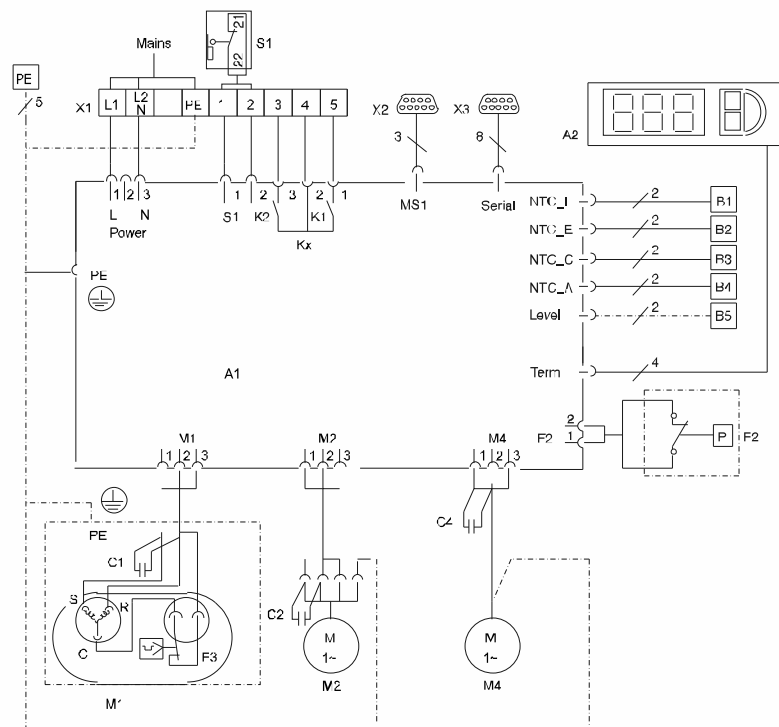 Mains
21
22
S1
PE
5
X1
L1
L2
N
PE
1
2
3
4
5
X2
X3
A2
3
8
1
2
3
1
2
3
2
1
L
N
S1
K2
K1
MS1
Serial
Power
Kx
NTC_I
2
B1
NTC_E
2
B2
NTC_C
2
B3
NTC_A
2
B4
Level
2
B5
PE
A1
Term
4
2
1
F2
P
F2
M1
1
2
3
M2
1
2
3
M4
1
2
3
PE
C1
C4
S
R
C
F3
M1
C2
M
1~
M2
M
1~
M4